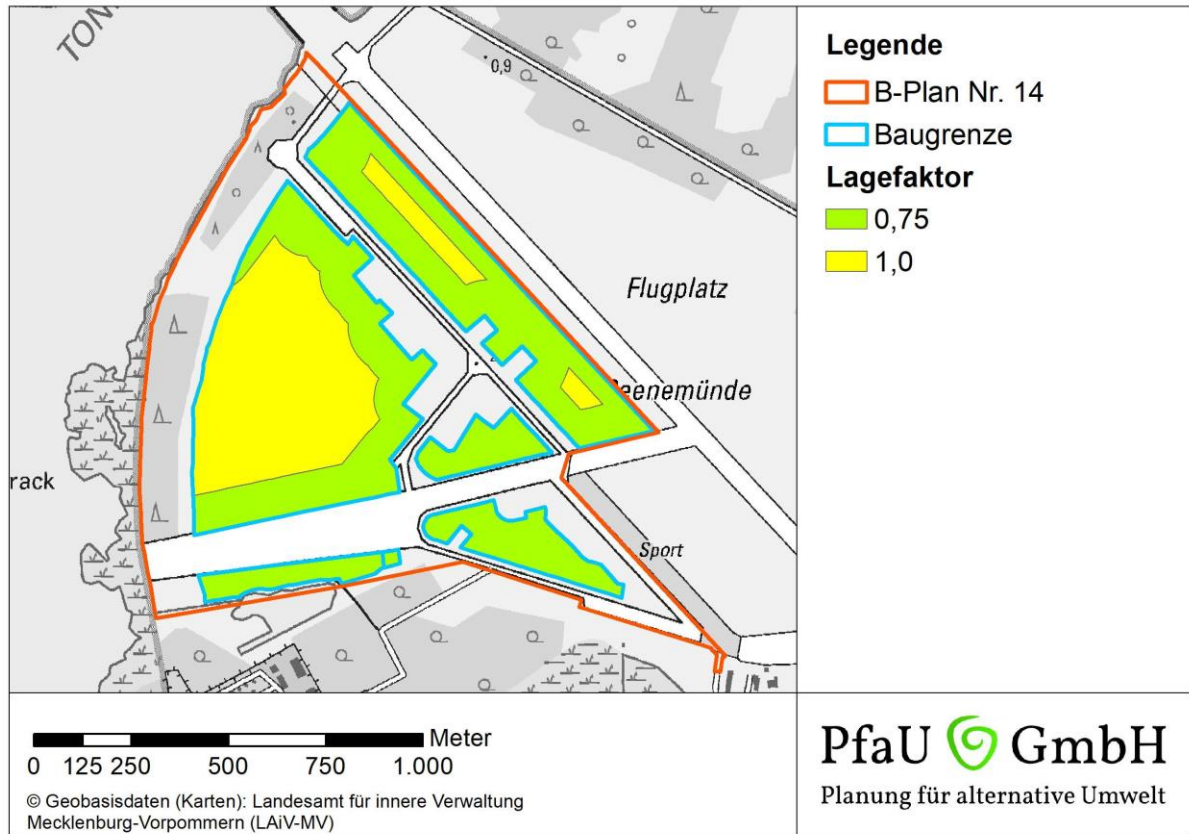 TON
0,9
Flugplatz
Peenemünde
rack
Sport
Legende
B-Plan Nr. 14
Baugrenze
Lagefaktor
0,75
1,0
Meter
0 125 250 500 750 1.000
© Geobasisdaten (Karten): Landesamt für innere Verwaltung
Mecklenburg-Vorpommern (LAiV-MV)
PfaU GmbH
Planung für alternative Umwelt